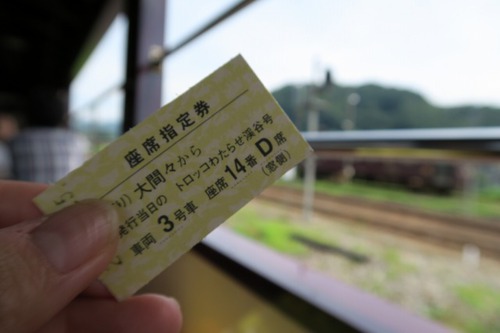 座席指定券
(り) 大間々から
発行当日の トロッコわたらせ渓谷号
車両 3 号車 座席 14 番 D 席
(窓側)